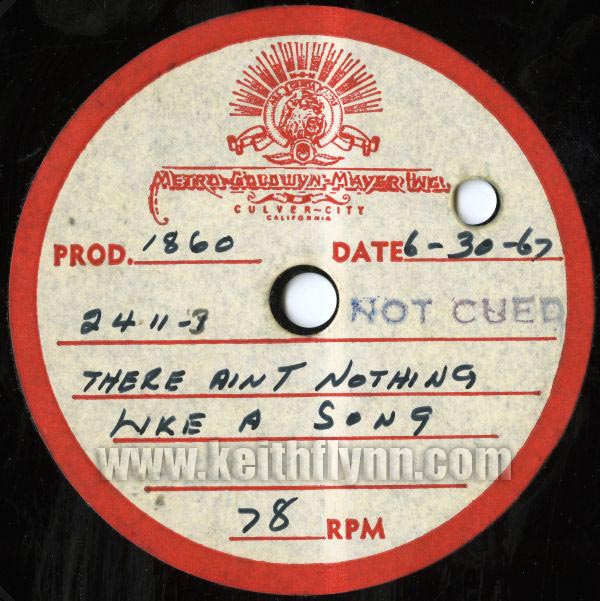 METRO-GOLDWYN-MAYER INC.
CULVER-CITY
CALIFORNIA
PROD. 1860 DATE 6-30-67
2411-3 NOT CUED
THERE AINT NOTHING
LIKE A SONG
www.keithflynn.com
78 RPM